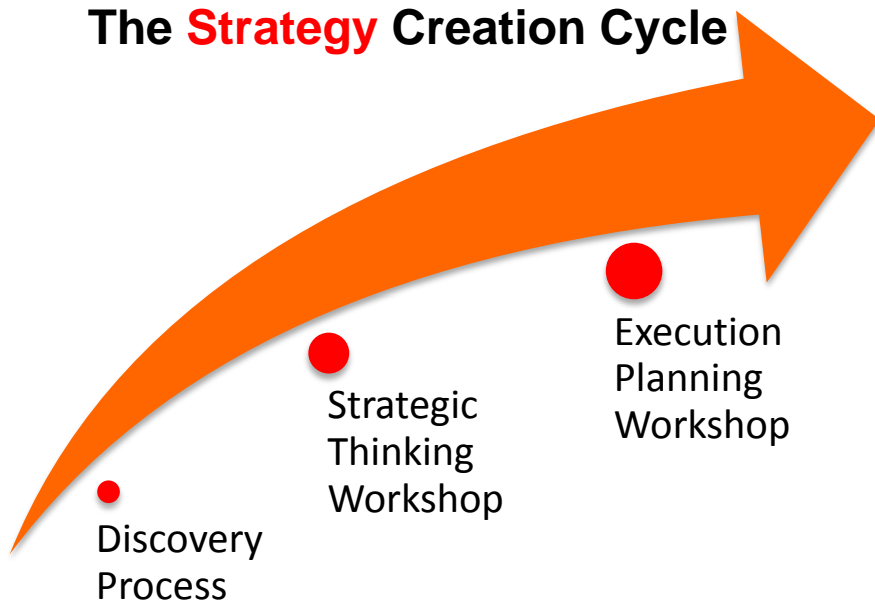 The Strategy Creation Cycle
Execution
Planning
Workshop
Strategic
Thinking
Workshop
Discovery
Process